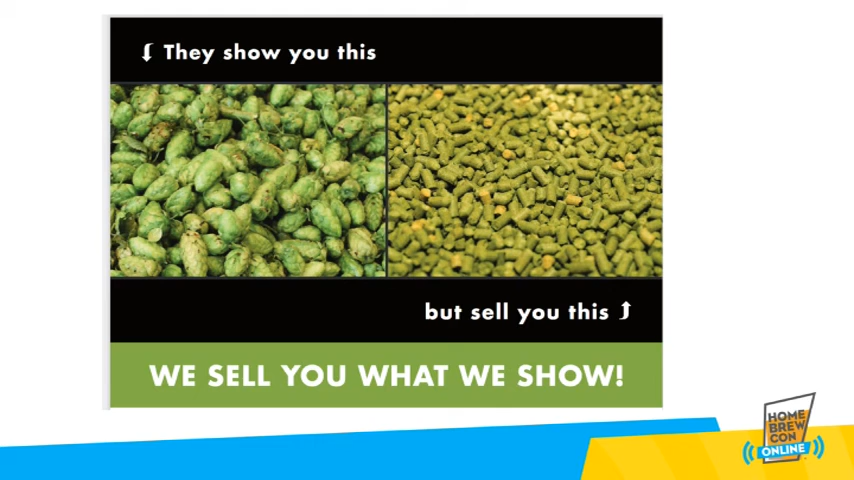 They show you this
but sell you this
WE SELL YOU WHAT WE SHOW!
HOME
BREW
CON
ONLINE